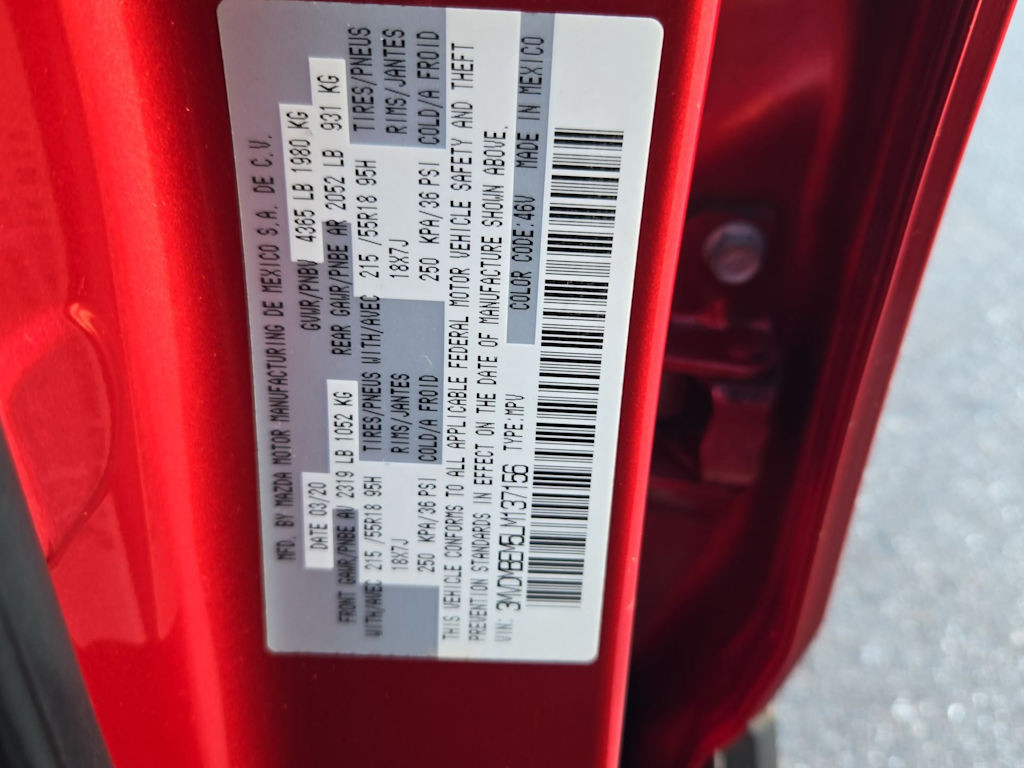 MFD. BY MAZDA MOTOR MANUFACTURING DE MEXICO S.A. DE C.V.
DATE 03/20 GVWR/PNBV 4365 LB 1980 KG
FRONT GAWR/PNBE AV 2319 LB 1052 KG REAR GAWR/PNBE AR 2052 LB 931 KG
WITH/AVEC 215 /55R18 95H TIRES/PNEUS WITH/AVEC 215 /55R18 95H TIRES/PNEUS
18X7J RIMS/JANTES 18X7J RIMS/JANTES
250 KPA/36 PSI COLD/A FROID 250 KPA/36 PSI COLD/A FROID
THIS VEHICLE CONFORMS TO ALL APPLICABLE FEDERAL MOTOR VEHICLE SAFETY AND THEFT
PREVENTION STANDARDS IN EFFECT ON THE DATE OF MANUFACTURE SHOWN ABOVE.
VIN: 3MVDMBEM5LM137156 TYPE:MPV COLOR CODE:46V MADE IN MEXICO